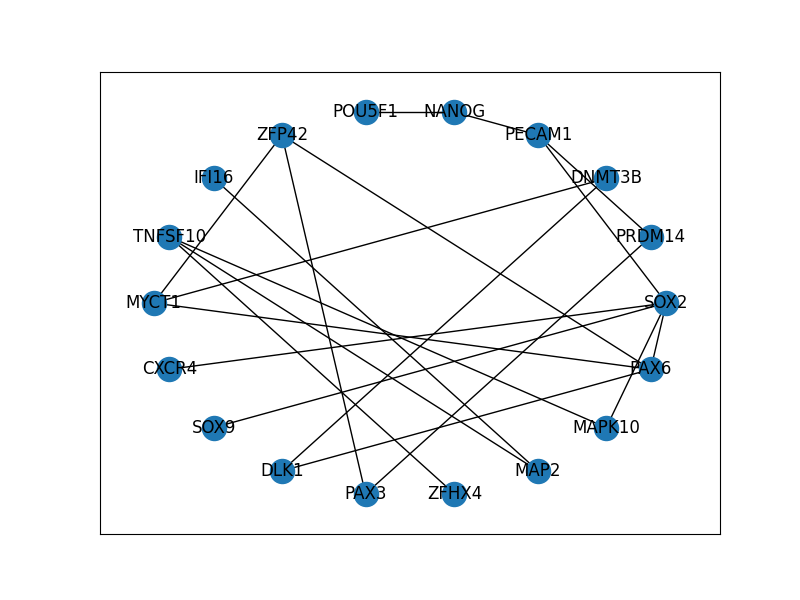 POU5F1 NANOG
ZFP42 PECAM1
IFI16 DNMT3B
TNFSF10 PRDM14
MYCT1 SOX2
CXCR4 PAX6
SOX9 MAPK10
DLK1 MAP2
PAX3 ZFHX4